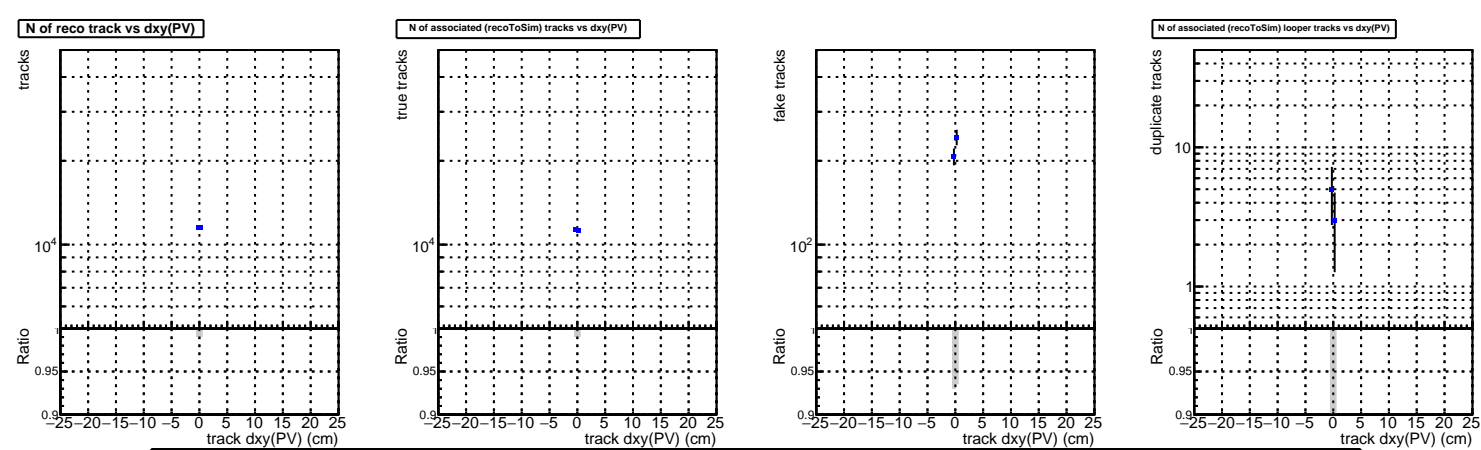 N of reco track vs dxy(PV)
tracks
10⁴
Ratio
1
0.95
0.9
−25−20−15−10−5 0 5 10 15 20 25
track dxy(PV) (cm)
N of associated (recoToSim) tracks vs dxy(PV)
true tracks
10⁴
Ratio
1
0.95
0.9
−25−20−15−10−5 0 5 10 15 20 25
track dxy(PV) (cm)
fake tracks
10²
Ratio
1
0.95
0.9
−25−20−15−10−5 0 5 10 15 20 25
track dxy(PV) (cm)
N of associated (recoToSim) looper tracks vs dxy(PV)
duplicate tracks
10
1
Ratio
1
0.95
0.9
−25−20−15−10−5 0 5 10 15 20 25
track dxy(PV) (cm)